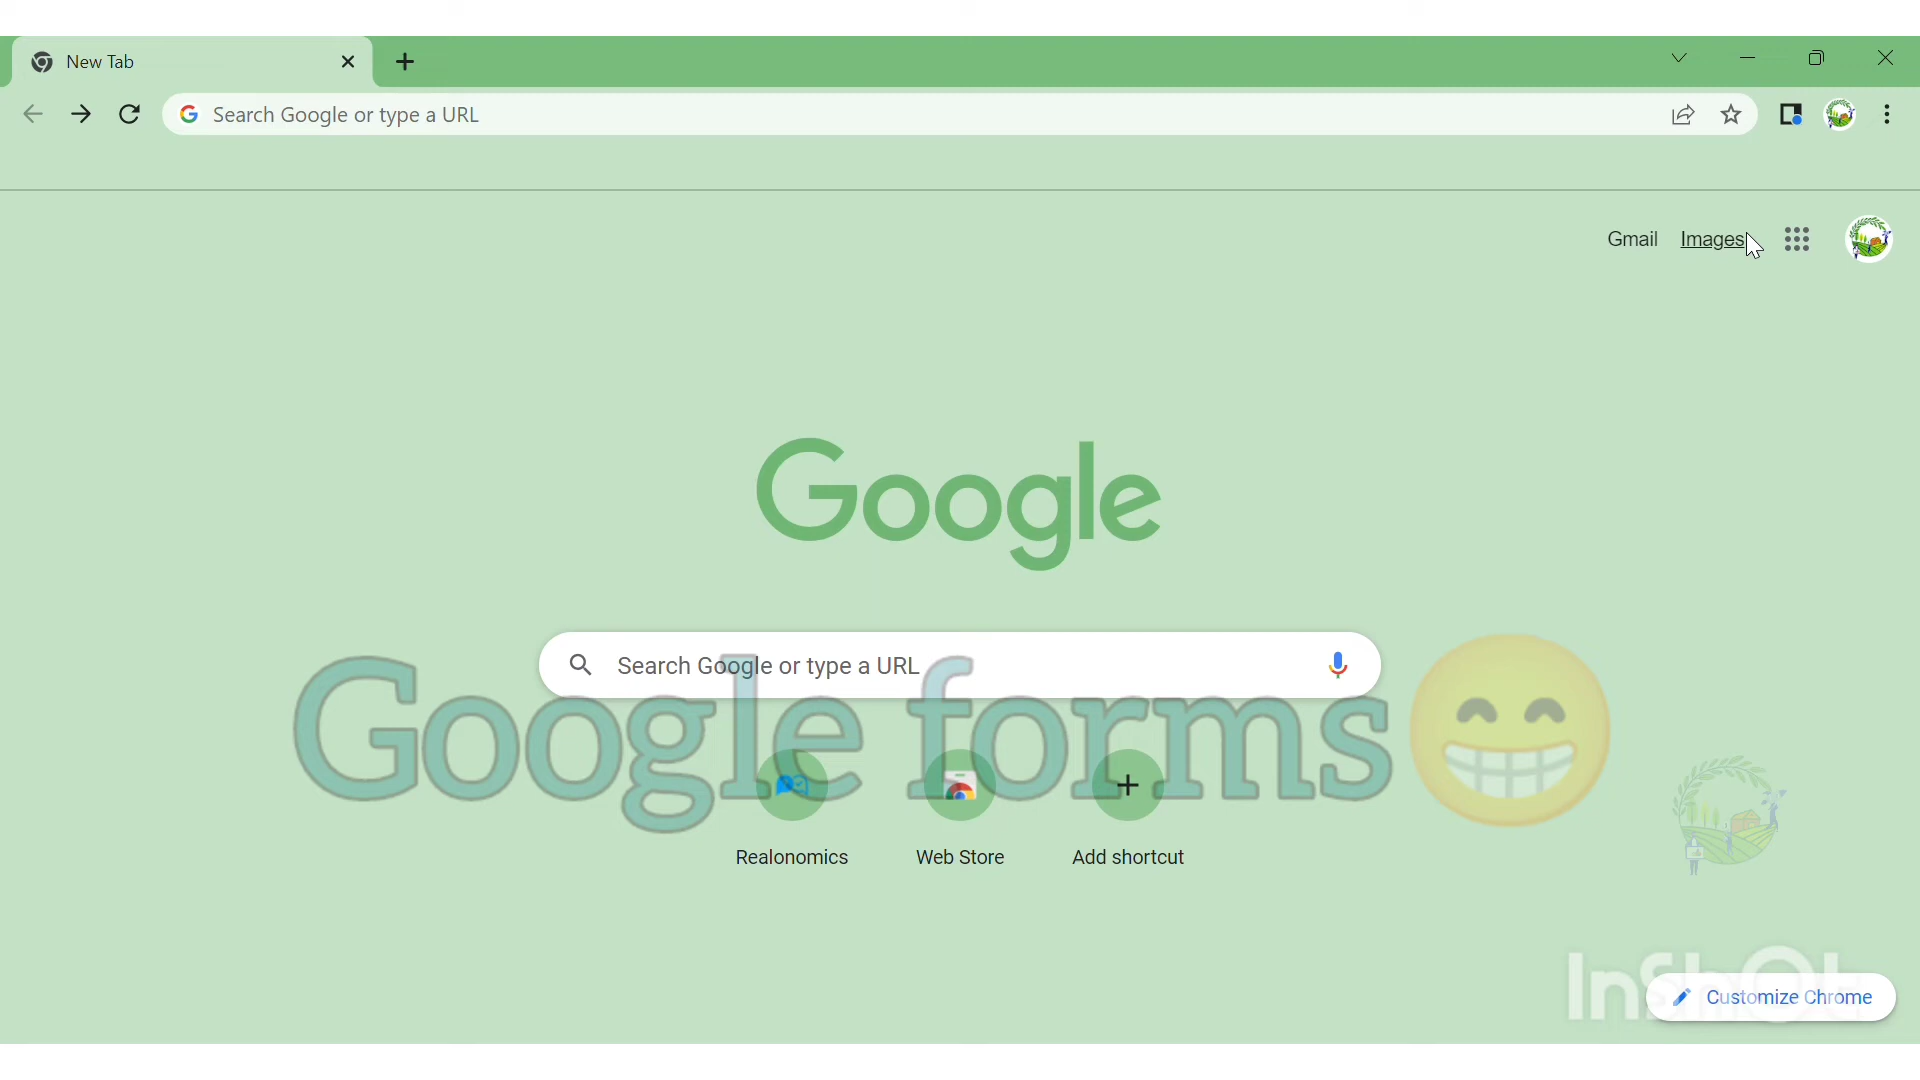 New Tab
Search Google or type a URL
Gmail Images
Google
Search Google or type a URL
Google forms
Realonomics Web Store Add shortcut
InShOt
Customize Chrome